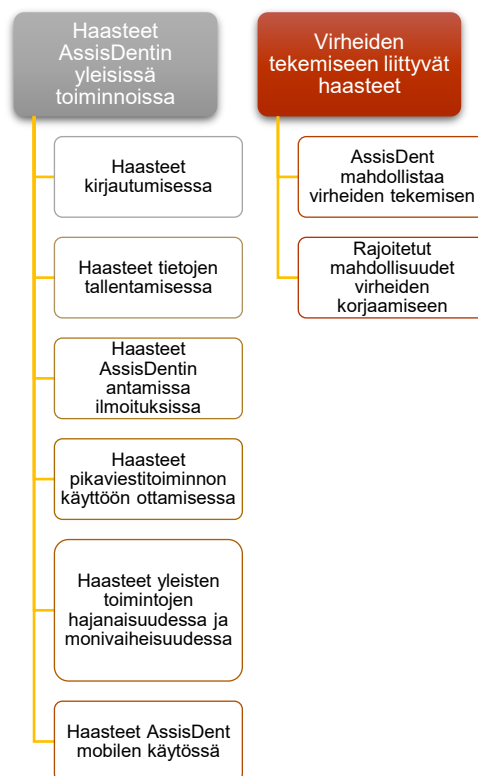 Haasteet
AssisDentin
yleisissä
toiminnoissa
Haasteet
kirjautumisessa
Haasteet tietojen
tallentamisessa
Haasteet
AssisDentin
antamissa
ilmoituksissa
Haasteet
pikaviestitoiminnon
käyttöön ottamisessa
Haasteet yleisten
toimintojen
hajanaisuudessa ja
monivaiheisuudessa
Haasteet AssisDent
mobilen käytössä
Virheiden
tekemiseen liittyvät
haasteet
AssisDent
mahdollistaa
virheiden tekemisen
Rajoitetut
mahdollisuudet
virheiden
korjaamiseen